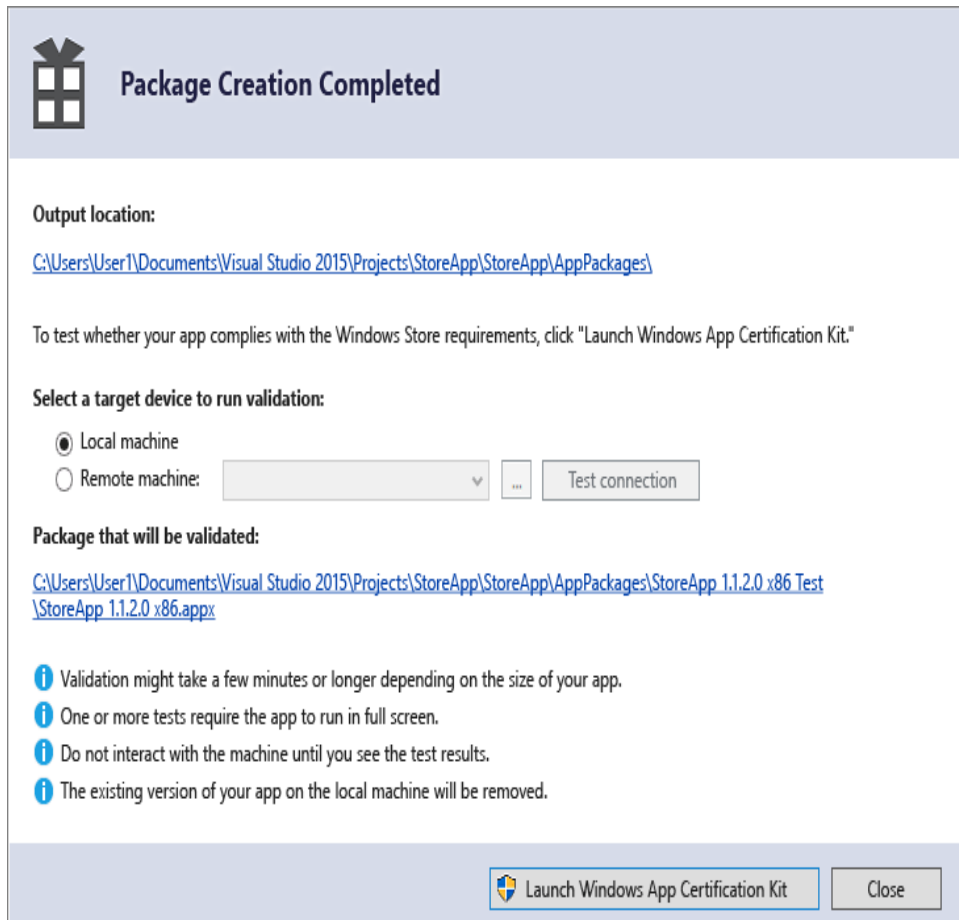 Package Creation Completed
Output location:
C:\Users\User1\Documents\Visual Studio 2015\Projects\StoreApp\StoreApp\AppPackages\
To test whether your app complies with the Windows Store requirements, click "Launch Windows App Certification Kit."
Select a target device to run validation:
Local machine
Remote machine:
... Test connection
Package that will be validated:
C:\Users\User1\Documents\Visual Studio 2015\Projects\StoreApp\StoreApp\AppPackages\StoreApp 1.1.2.0 x86 Test
\StoreApp 1.1.2.0 x86.appx
Validation might take a few minutes or longer depending on the size of your app.
One or more tests require the app to run in full screen.
Do not interact with the machine until you see the test results.
The existing version of your app on the local machine will be removed.
Launch Windows App Certification Kit
Close